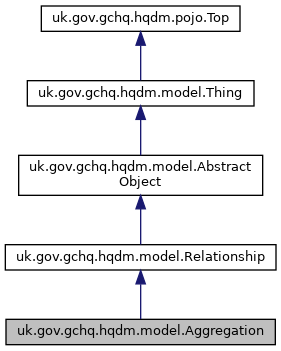 uk.gov.gchq.hqdm.pojo.Top
uk.gov.gchq.hqdm.model.Thing
uk.gov.gchq.hqdm.model.Abstract
Object
uk.gov.gchq.hqdm.model.Relationship
uk.gov.gchq.hqdm.model.Aggregation